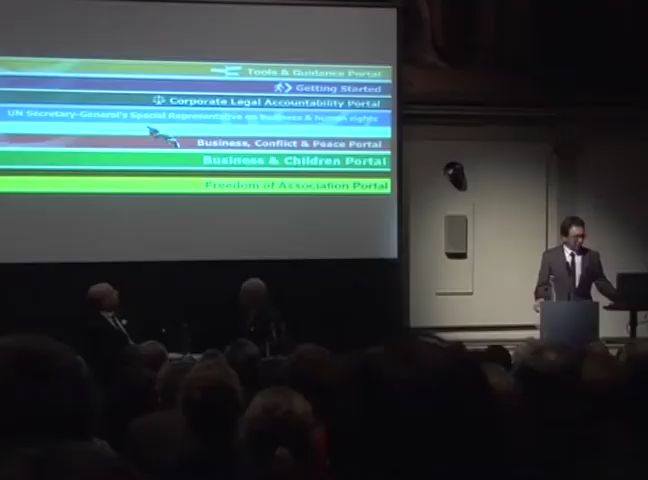 Tools & Guidance Portal
Getting Started
Corporate Legal Accountability Portal
UN Secretary-General's Special Representative on business & human rights
Business, Conflict & Peace Portal
Business & Children Portal
Freedom of Association Portal